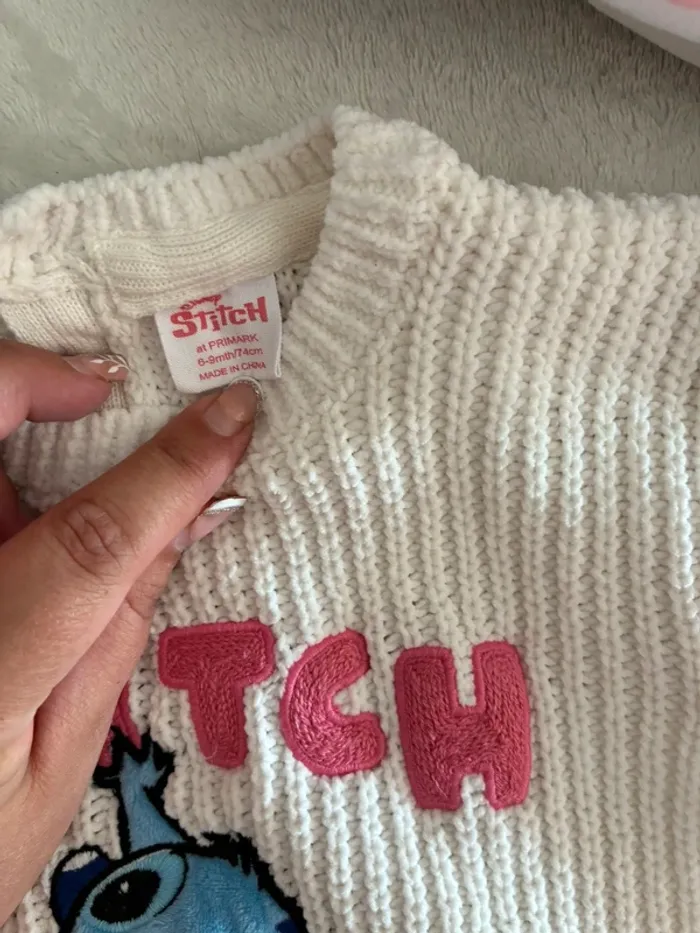 Disney
STITCH
at PRIMARK
6-9mth/74cm
MADE IN CHINA
TCH